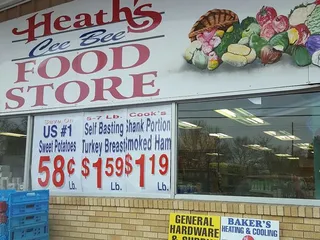 Heath's
Cee Bee
FOOD
STORE
US #1
Sweet Potatoes
58¢
Lb.
5-7 Lb.
Self Basting
Turkey Breast
$1 59
Lb.
Cook's
Shank Portion
Smoked Ham
$1 19
Lb.
GENERAL
HARDWARE
& SUPPLY
BAKER'S
HEATING & COOLING